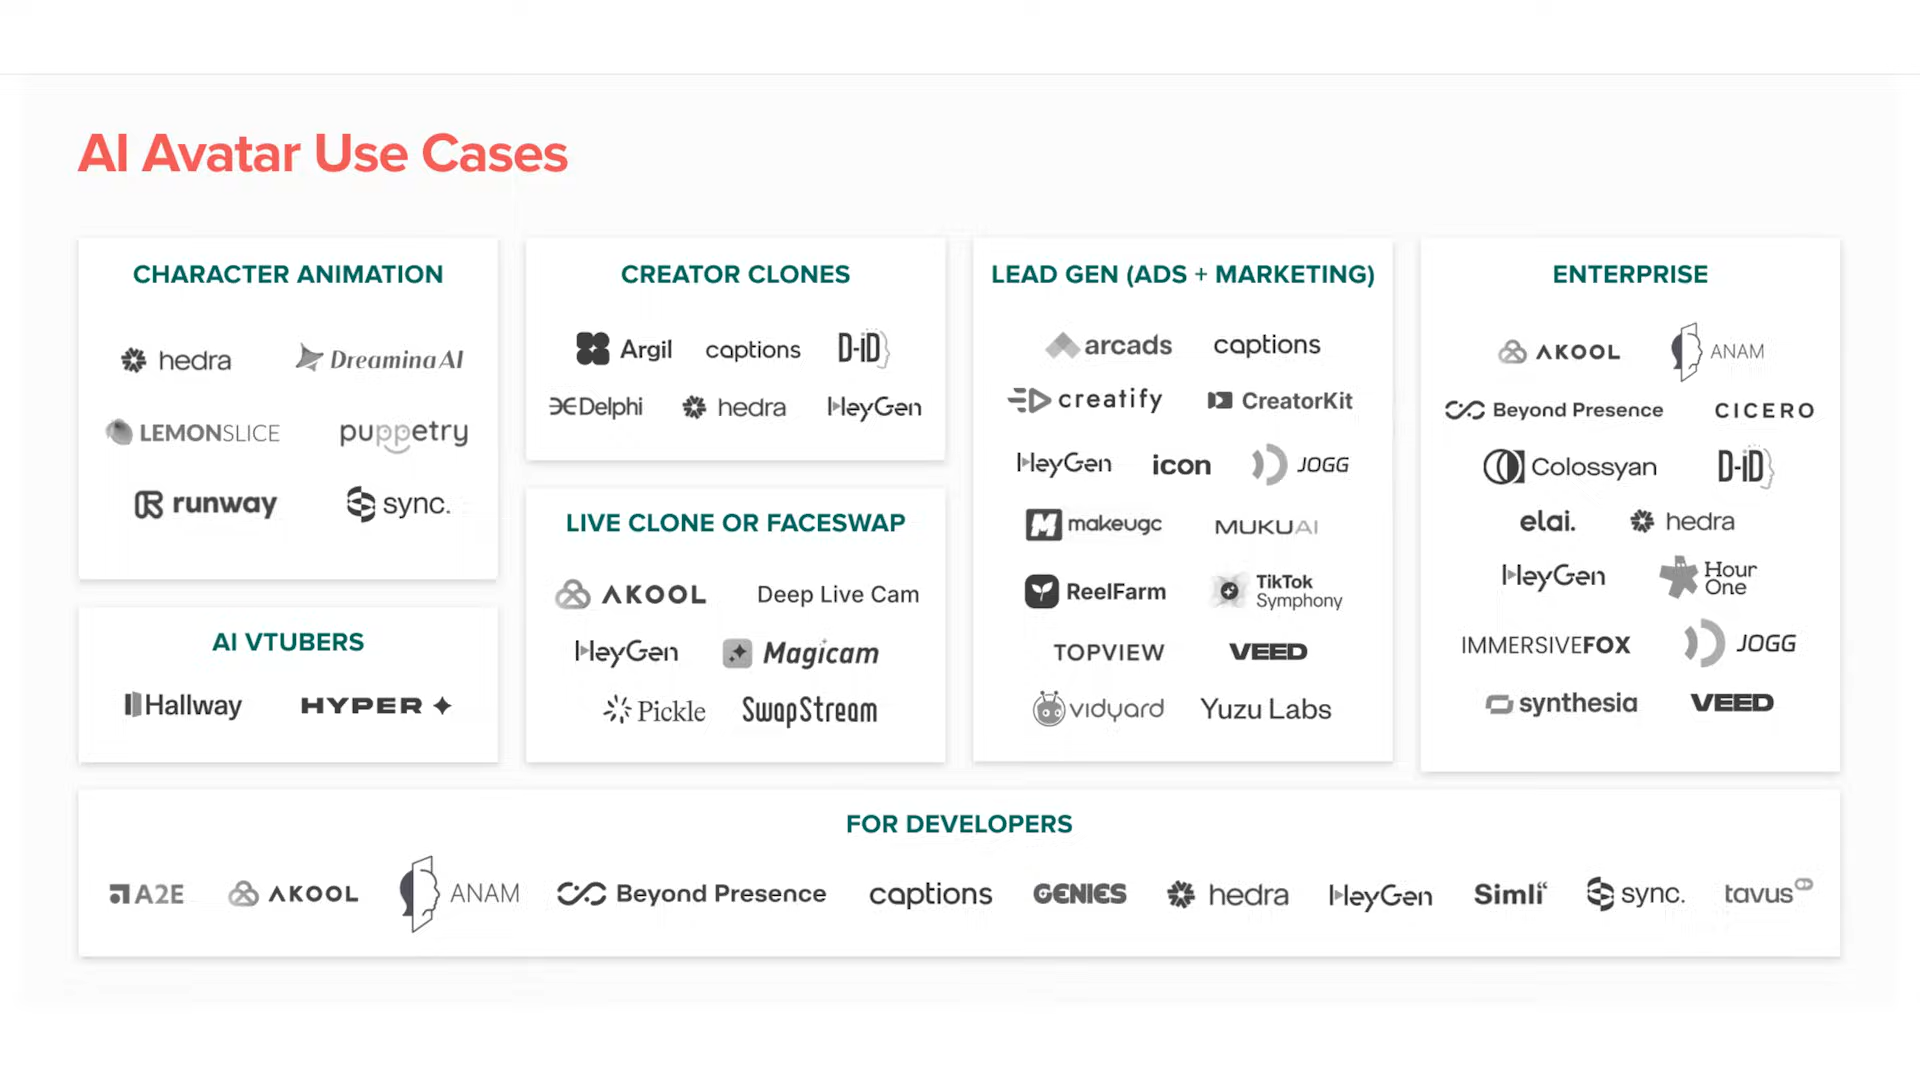 AI Avatar Use Cases
CHARACTER ANIMATION
hedra
Dreamina AI
LEMONSLICE
puppetry
runway
sync.
AI VTUBERS
Hallway
HYPER
CREATOR CLONES
Argil
captions
D-iD
Delphi
hedra
HeyGen
LIVE CLONE OR FACESWAP
AKOOL
Deep Live Cam
HeyGen
Magicam
Pickle
SwapStream
LEAD GEN (ADS + MARKETING)
arcads
captions
creatify
CreatorKit
HeyGen
icon
JOGG
makeugc
MUKUAI
ReelFarm
TikTok
Symphony
TOPVIEW
VEED
vidyard
Yuzu Labs
ENTERPRISE
AKOOL
ANAM
Beyond Presence
CICERO
Colossyan
D-iD
elai.
hedra
HeyGen
Hour
One
IMMERSIVEFOX
JOGG
synthesia
VEED
FOR DEVELOPERS
A2E
AKOOL
ANAM
Beyond Presence
captions
GENIES
hedra
HeyGen
Simli
sync.
tavus